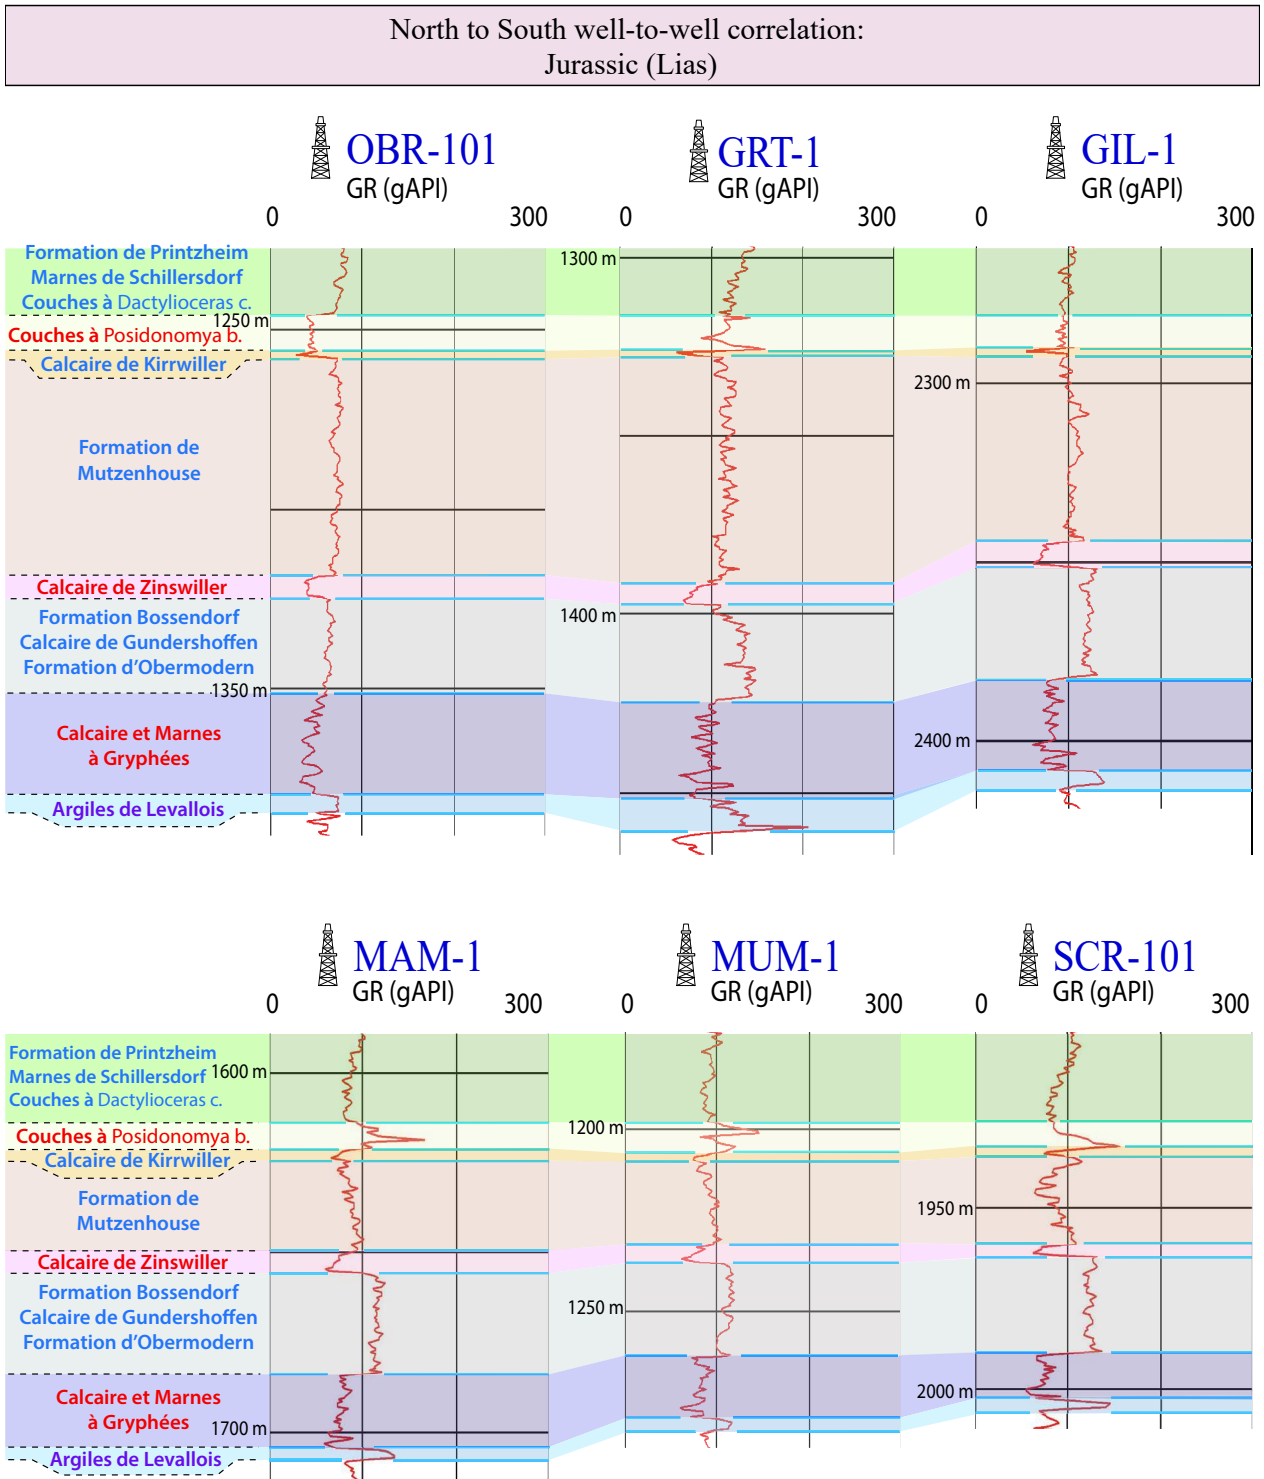 North to South well-to-well correlation:
Jurassic (Lias)
OBR-101
GR (gAPI)
0
300
GRT-1
GR (gAPI)
0
300
GIL-1
GR (gAPI)
0
300
Formation de Printzheim
Marnes de Schillersdorf
Couches à Dactylioceras c.
Couches à Posidonomya b.
Calcaire de Kirrwiller
Formation de
Mutzenhouse
Calcaire de Zinswiller
Formation Bossendorf
Calcaire de Gundershoffen
Formation d'Obermodern
Calcaire et Marnes
à Gryphées
Argiles de Levallois
1250 m
1350 m
1300 m
1400 m
2300 m
2400 m
MAM-1
GR (gAPI)
0
300
MUM-1
GR (gAPI)
0
300
SCR-101
GR (gAPI)
0
300
Formation de Printzheim
Marnes de Schillersdorf
Couches à Dactylioceras c.
Couches à Posidonomya b.
Calcaire de Kirrwiller
Formation de
Mutzenhouse
Calcaire de Zinswiller
Formation Bossendorf
Calcaire de Gundershoffen
Formation d'Obermodern
Calcaire et Marnes
à Gryphées
Argiles de Levallois
1600 m
1700 m
1200 m
1250 m
1950 m
2000 m